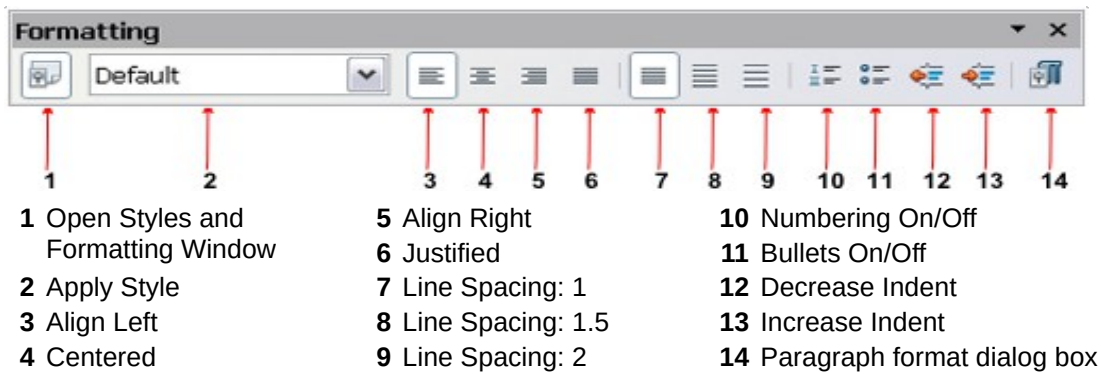 Formatting
Default
1 2 3 4 5 6 7 8 9 10 11 12 13 14
1 Open Styles and
Formatting Window
2 Apply Style
3 Align Left
4 Centered
5 Align Right
6 Justified
7 Line Spacing: 1
8 Line Spacing: 1.5
9 Line Spacing: 2
10 Numbering On/Off
11 Bullets On/Off
12 Decrease Indent
13 Increase Indent
14 Paragraph format dialog box